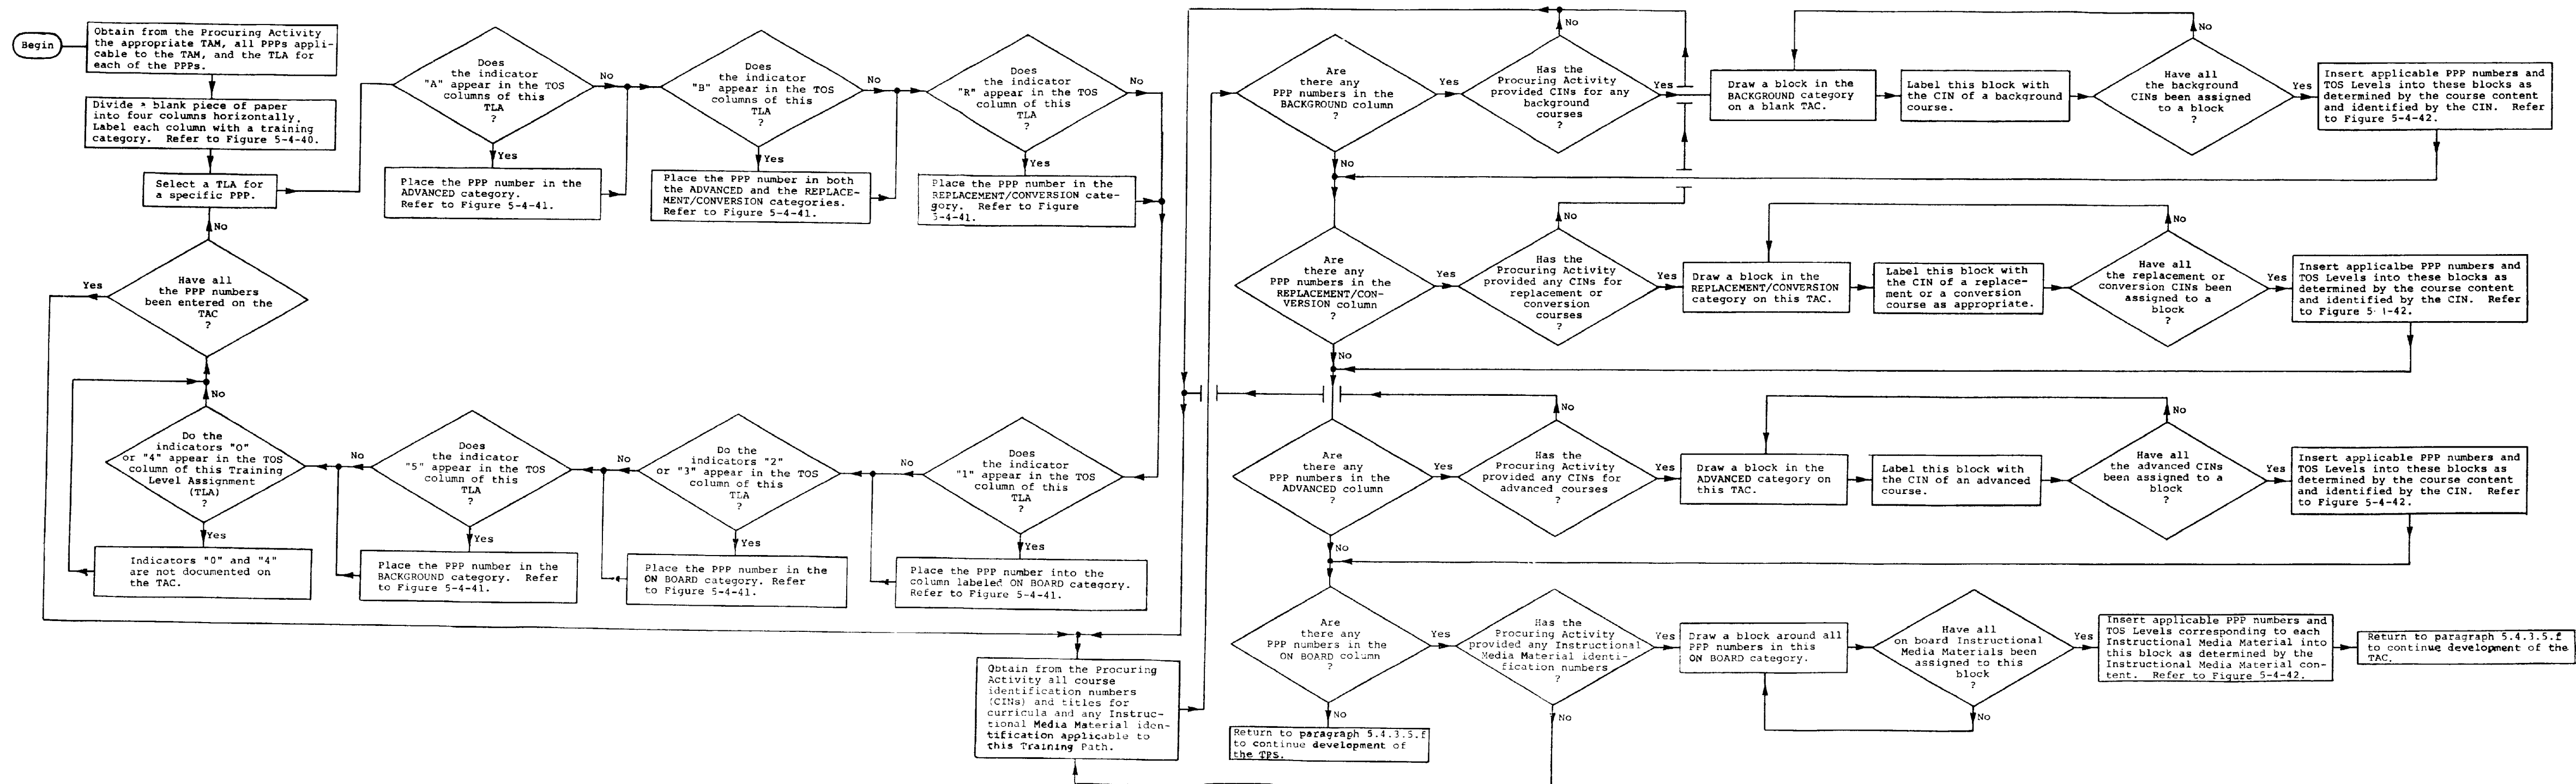 Begin
Obtain from the Procuring Activity
the appropriate TAM, all PPPs appli-
cable to the TAM, and the TLA for
each of the PPPs.
Divide a blank piece of paper
into four columns horizontally.
Label each column with a training
category. Refer to Figure 5-4-40.
Select a TLA for
a specific PPP.
Does
the indicator
"A" appear in the TOS
columns of this
TLA
?
No
Yes
Place the PPP number in the
ADVANCED category.
Refer to Figure 5-4-41.
Does
the indicator
"B" appear in the TOS
columns of this
TLA
?
No
Yes
Place the PPP number in both
the ADVANCED and the REPLACE-
MENT/CONVERSION categories.
Refer to Figure 5-4-41.
Does
the indicator
"R" appear in the TOS
column of this
TLA
?
No
Yes
Place the PPP number in the
REPLACEMENT/CONVERSION cate-
gory. Refer to Figure
5-4-41.
Does
the indicator
"1" appear in the TOS
column of this
TLA
?
No
Yes
Place the PPP number into the
column labeled ON BOARD category.
Refer to Figure 5-4-41.
Do the
indicators "2"
or "3" appear in the TOS
column of this
TLA
?
No
Yes
Place the PPP number in the
ON BOARD category. Refer
to Figure 5-4-41.
Does
the indicator
"5" appear in the TOS
column of this
TLA
?
No
Yes
Place the PPP number in the
BACKGROUND category. Refer
to Figure 5-4-41.
Do the
indicators "0"
or "4" appear in the TOS
column of this Training
Level Assignment
(TLA)
?
No
Yes
Indicators "0" and "4"
are not documented on
the TAC.
Have all
the PPP numbers
been entered on the
TAC
?
No
Yes
Obtain from the Procuring
Activity all course
identification numbers
(CINs) and titles for
curricula and any Instruc-
tional Media Material iden-
tification applicable to
this Training Path.
Are
there any
PPP numbers in the
BACKGROUND column
?
Yes
No
Has the
Procuring Activity
provided CINs for any
background
courses
?
No
Yes
Draw a block in the
BACKGROUND category
on a blank TAC.
Label this block with
the CIN of a background
course.
Have all
the background
CINs been assigned
to a block
?
No
Yes
Insert applicable PPP numbers and
TOS Levels into these blocks as
determined by the course content
and identified by the CIN. Refer
to Figure 5-4-42.
Are
there any
PPP numbers in the
REPLACEMENT/CON-
VERSION column
?
Yes
No
Has the
Procuring Activity
provided any CINs for
replacement or
conversion
courses
?
No
Yes
Draw a block in the
REPLACEMENT/CONVERSION
category on this TAC.
Label this block with
the CIN of a replace-
ment or a conversion
course as appropriate.
Have all
the replacement or
conversion CINs been
assigned to a
block
?
No
Yes
Insert applicalbe PPP numbers and
TOS Levels into these blocks as
determined by the course content
and identified by the CIN. Refer
to Figure
Are
there any
PPP numbers in the
ADVANCED column
?
Yes
No
Has the
Procuring Activity
provided any CINs for
advanced courses
?
No
Yes
Draw a block in the
ADVANCED category on
this TAC.
Label this block with
the CIN of an advanced
course.
Have all
the advanced CINs
been assigned to a
block
?
No
Yes
Insert applicable PPP numbers and
TOS Levels into these blocks as
determined by the course content
and identified by the CIN. Refer
to Figure 5-4-42.
Are
there any
PPP numbers in the
ON BOARD column
?
Yes
No
Return to paragraph 5.4.3.5.f
to continue development of
the TPS.
Has the
Procuring Activity
provided any Instructional
Media Material identi-
fication numbers
?
No
Yes
Draw a block around all
PPP numbers in this
ON BOARD category.
Have all
on board Instructional
Media Materials been
assigned to this
block
?
No
Yes
Insert applicable PPP numbers and
TOS Levels corresponding to each
Instructional Media Material into
this block as determined by the
Instructional Media Material con-
tent. Refer to Figure 5-4-42.
Return to paragraph 5.4.3.5.f
to continue development of the
TAC.